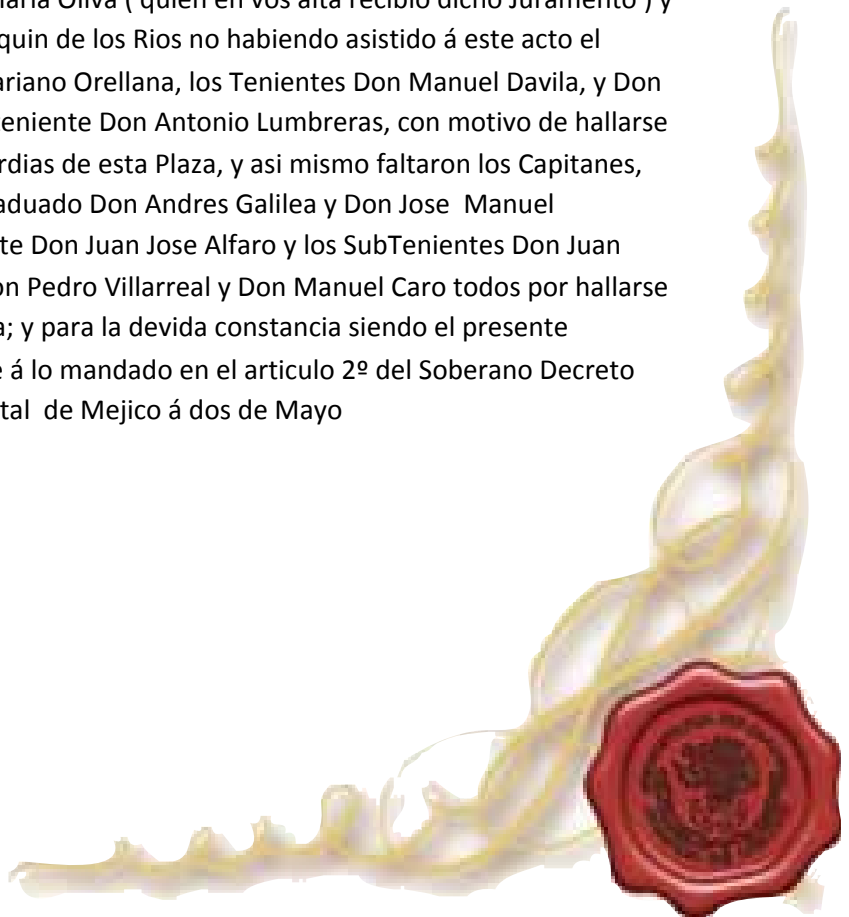 María Oliva ( quien en vos alta recibio dicho Juramento ) y
quin de los Rios no habiendo asistido á este acto el
ariano Orellana, los Tenientes Don Manuel Davila, y Don
teniente Don Antonio Lumbreras, con motivo de hallarse
rdias de esta Plaza, y asi mismo faltaron los Capitanes,
aduado Don Andres Galilea y Don Jose Manuel
te Don Juan Jose Alfaro y los SubTenientes Don Juan
on Pedro Villarreal y Don Manuel Caro todos por hallarse
a; y para la devida constancia siendo el presente
e á lo mandado en el articulo 2º del Soberano Decreto
tal de Mejico á dos de Mayo